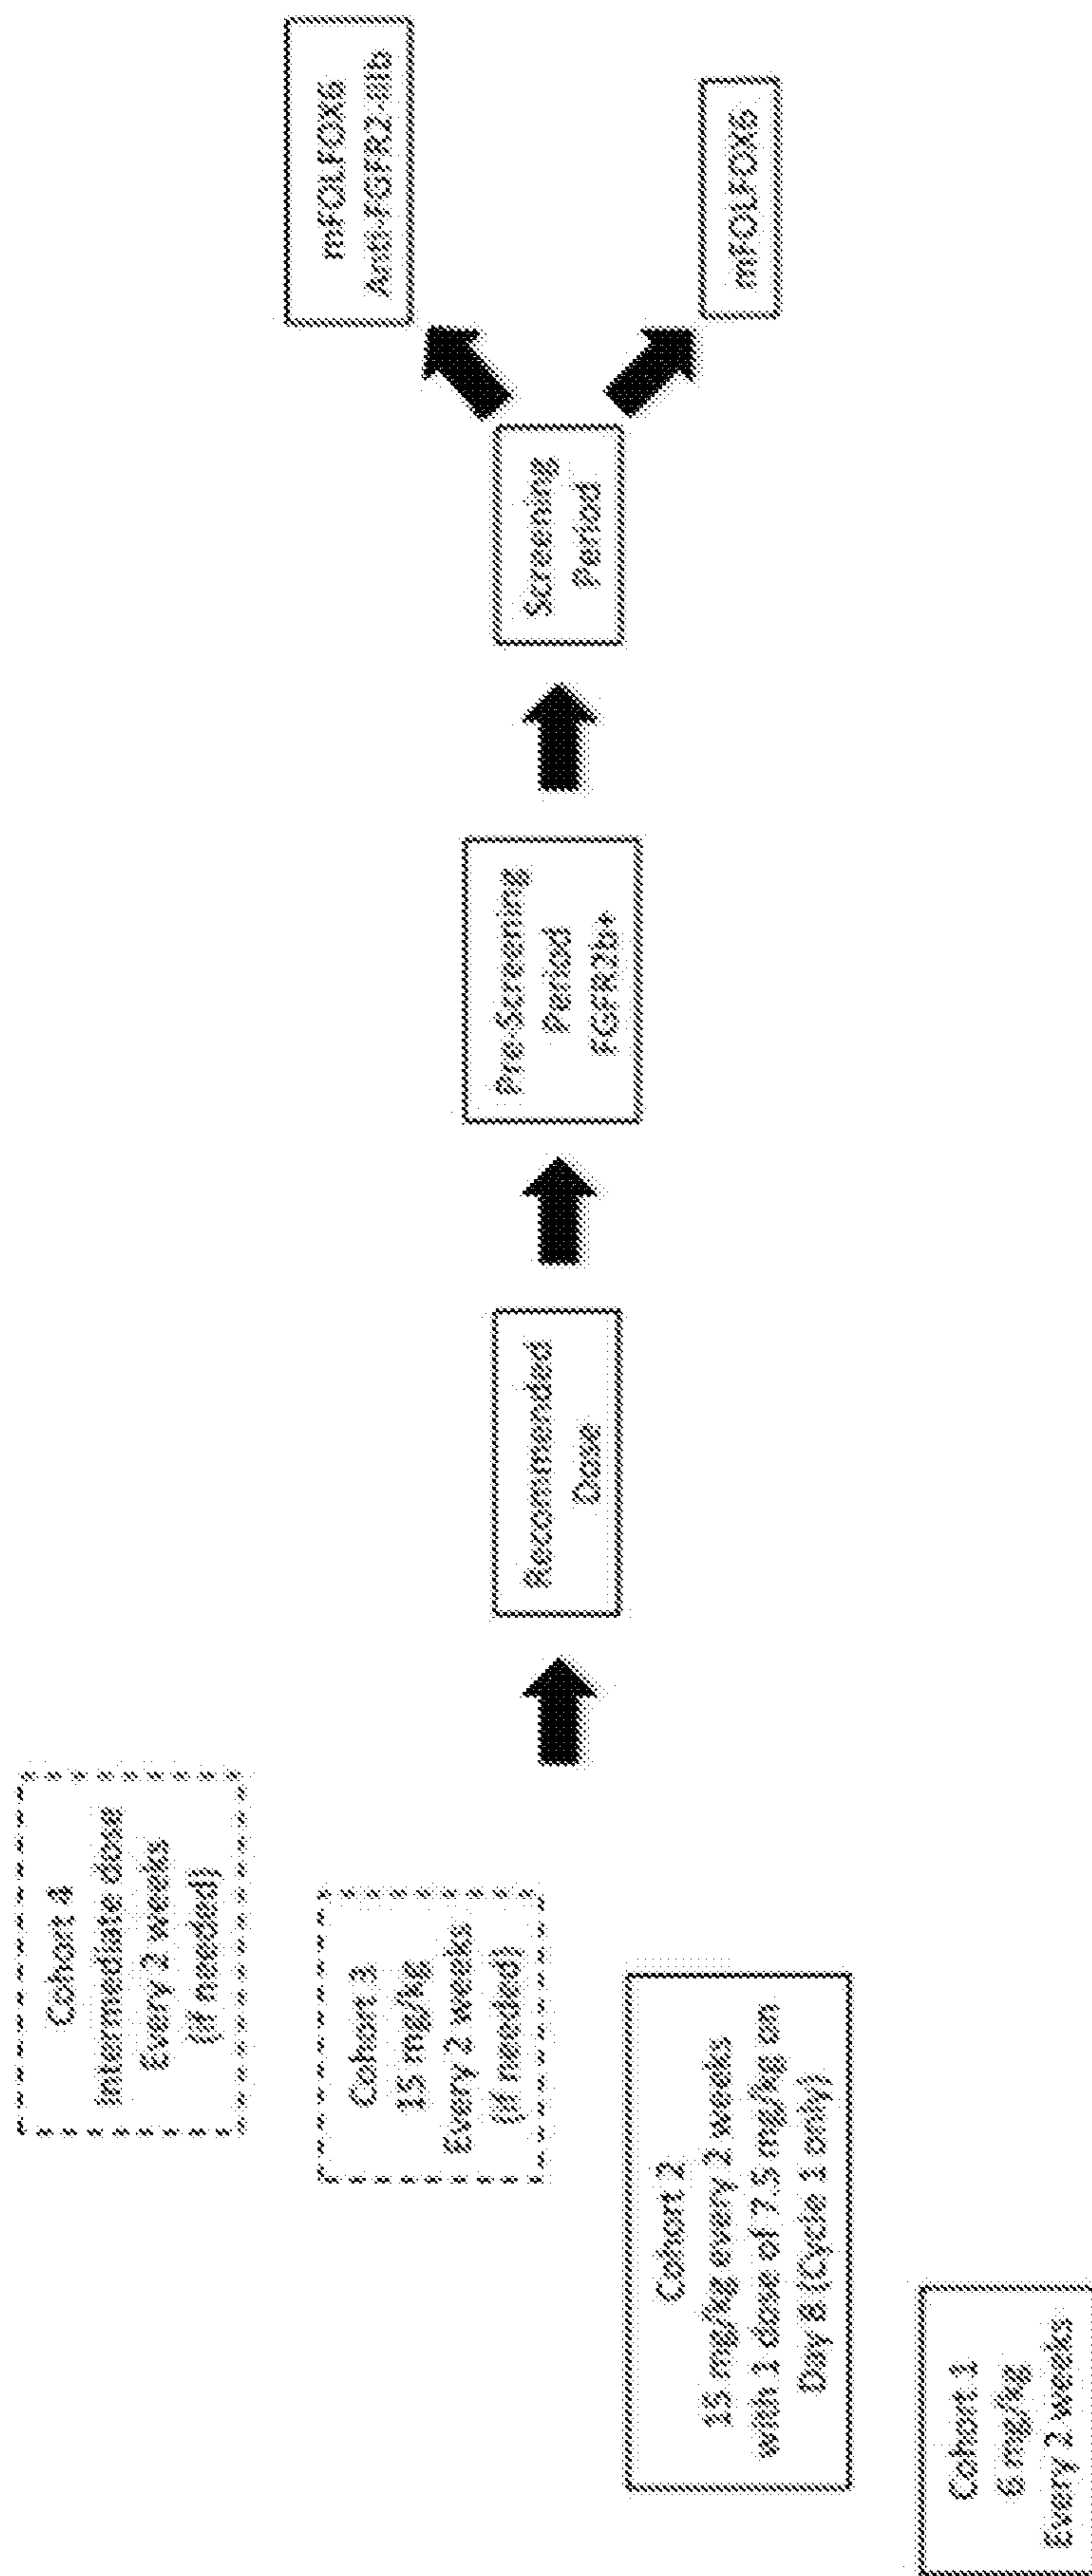 Cohort 4
Intermediate dose
Every 2 weeks
(if needed)
Cohort 3
15 mg/kg
Every 2 weeks
(if needed)
Cohort 2
15 mg/kg every 2 weeks
with 1 dose of 7.5 mg/kg on
Day 8 (Cycle 1 only)
Cohort 1
6 mg/kg
Every 2 weeks
Recommended
Dose
Pre-Screening
Period
FGFR2b+
Screening
Period
mFOLFOX6
Anti-FGFR2-IIIb
mFOLFOX6